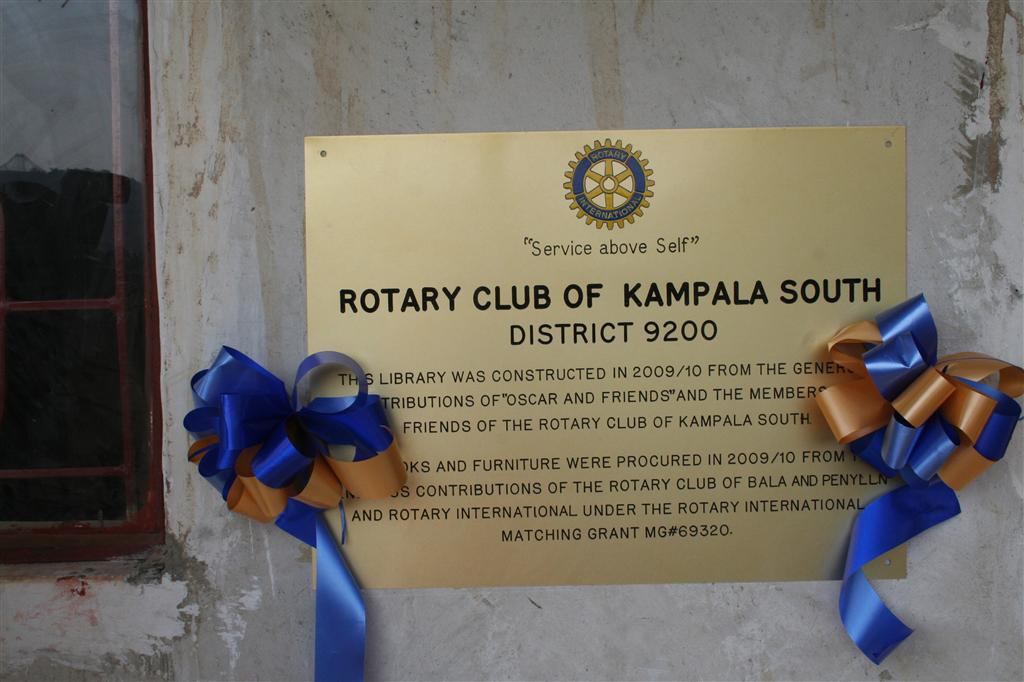 ROTARY
INTERNATIONAL
"Service above Self"
ROTARY CLUB OF KAMPALA SOUTH
DISTRICT 9200
THIS LIBRARY WAS CONSTRUCTED IN 2009/10 FROM THE
OF "OSCAR AND FRIENDS" AND THE MEMBERS
FRIENDS OF THE ROTARY CLUB OF KAMPALA SOUTH.
AND FURNITURE WERE PROCURED IN 2009/10 FROM
CONTRIBUTIONS OF THE ROTARY CLUB OF BALA AND PENYLLN
AND ROTARY INTERNATIONAL UNDER THE ROTARY INTERNATIONAL
MATCHING GRANT MG#69320.